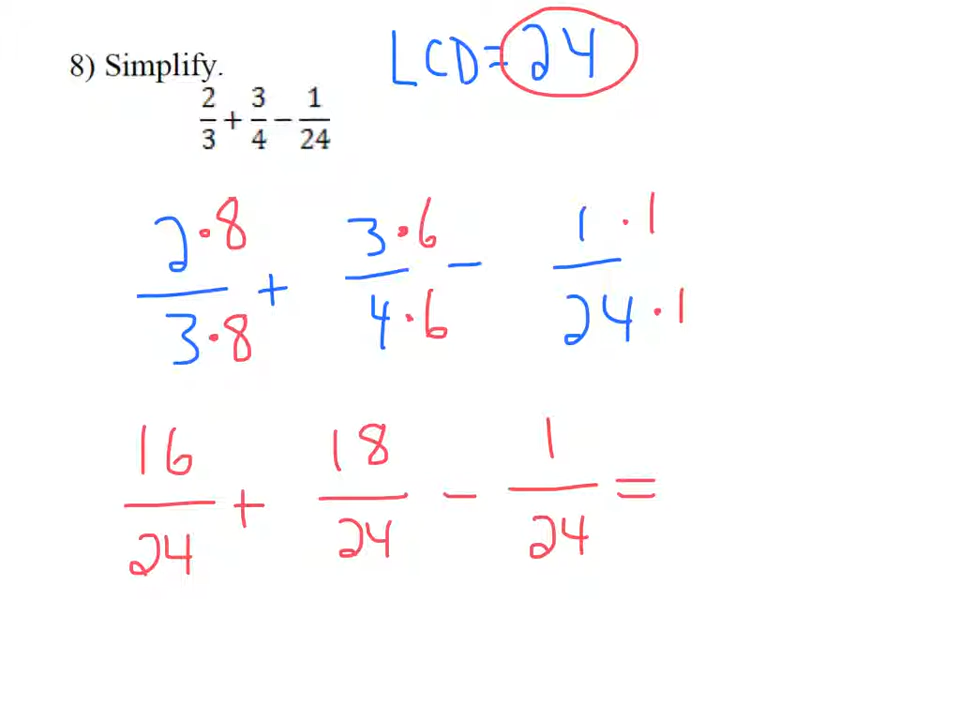 LCD=24
8) Simplify.
2/3 + 3/4 − 1/24
2·8/3·8 + 3·6/4·6 − 1·1/24·1
16/24 + 18/24 − 1/24 =